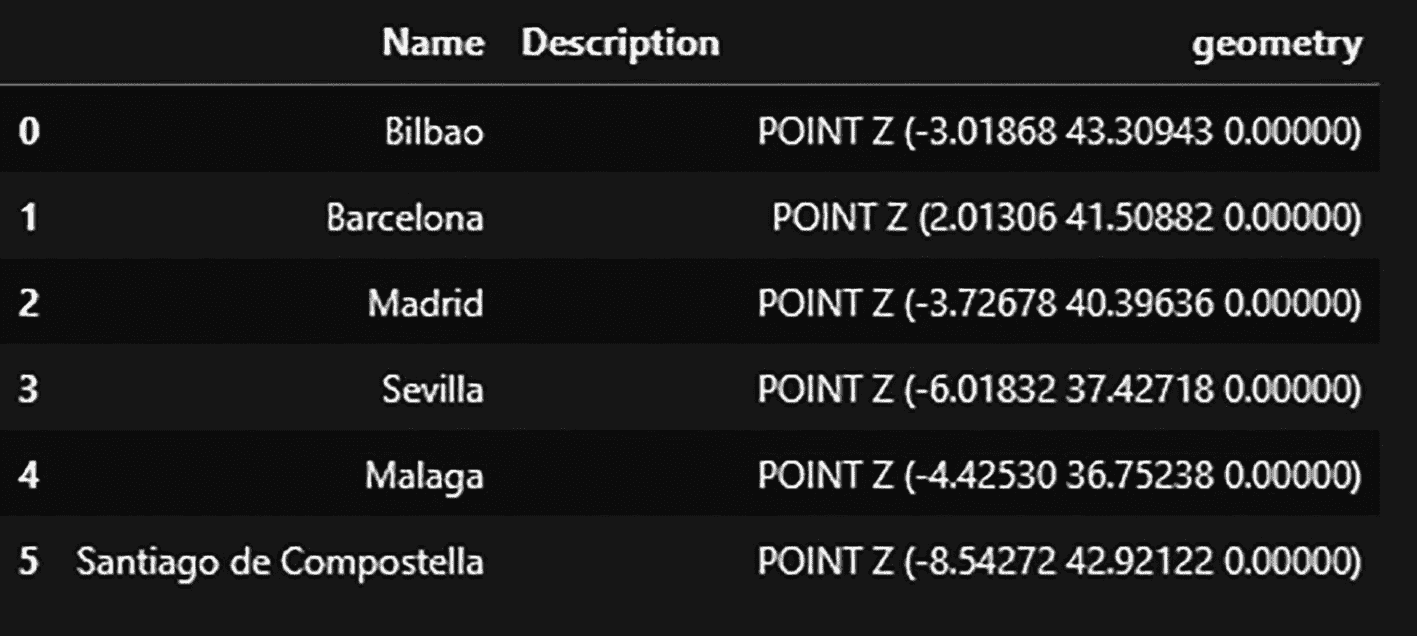 Name Description geometry
0 Bilbao POINT Z (-3.01868 43.30943 0.00000)
1 Barcelona POINT Z (2.01306 41.50882 0.00000)
2 Madrid POINT Z (-3.72678 40.39636 0.00000)
3 Sevilla POINT Z (-6.01832 37.42718 0.00000)
4 Malaga POINT Z (-4.42530 36.75238 0.00000)
5 Santiago de Compostella POINT Z (-8.54272 42.92122 0.00000)